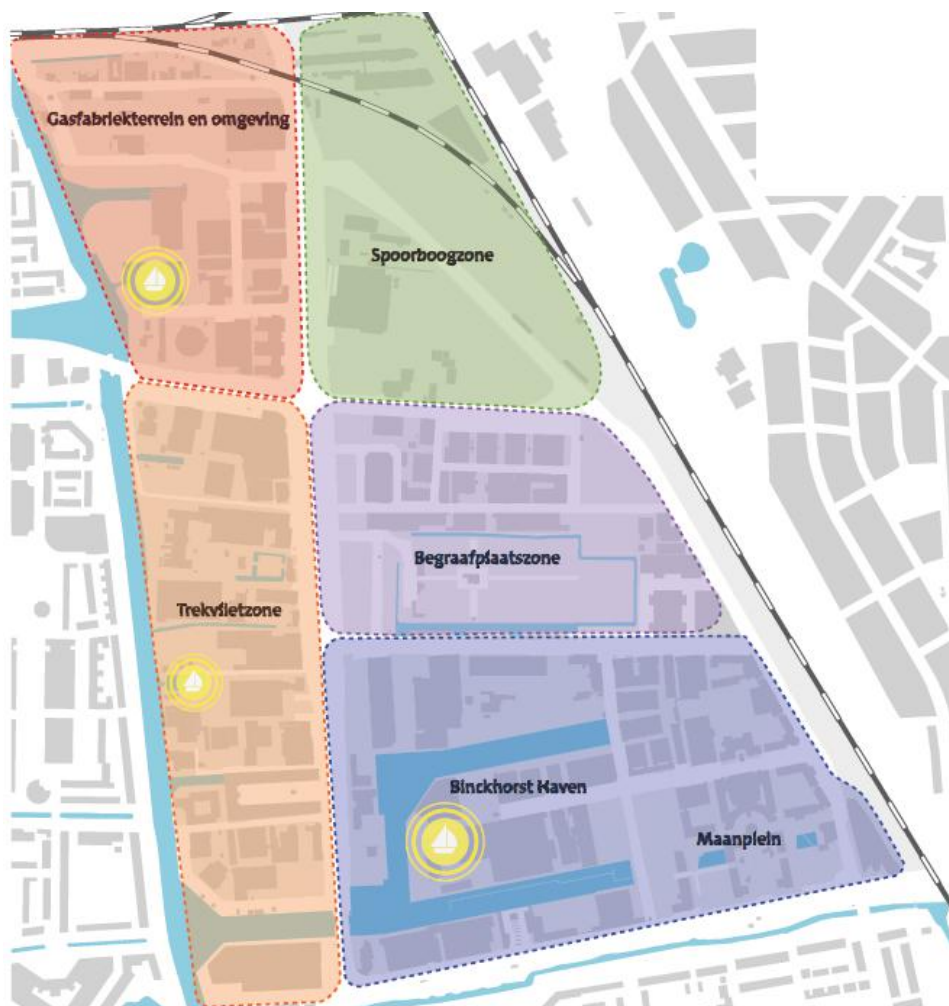 Gasfabriekterrein en omgeving
Spoorboogzone
Begraafplaatszone
Trekvlietzone
Binckhorst Haven
Maanplein